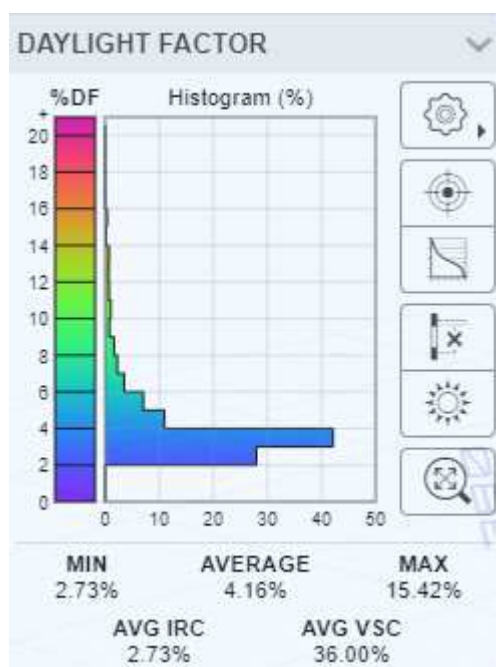 DAYLIGHT FACTOR
%DF Histogram (%)
+
20
18
16
14
12
10
8
6
4
2
0
0 10 20 30 40 50
MIN AVERAGE MAX
2.73% 4.16% 15.42%
AVG IRC AVG VSC
2.73% 36.00%